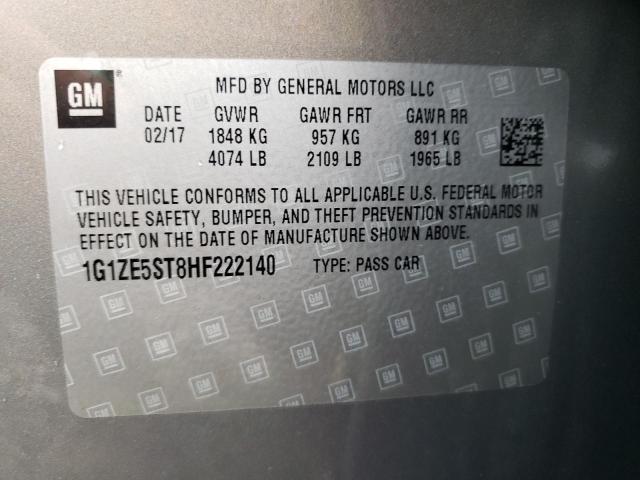 GM
®
MFD BY GENERAL MOTORS LLC
DATE GVWR GAWR FRT GAWR RR
02/17 1848 KG 957 KG 891 KG
4074 LB 2109 LB 1965 LB
THIS VEHICLE CONFORMS TO ALL APPLICABLE U.S. FEDERAL MOTOR
VEHICLE SAFETY, BUMPER, AND THEFT PREVENTION STANDARDS IN
EFFECT ON THE DATE OF MANUFACTURE SHOWN ABOVE.
1G1ZE5ST8HF222140 TYPE: PASS CAR